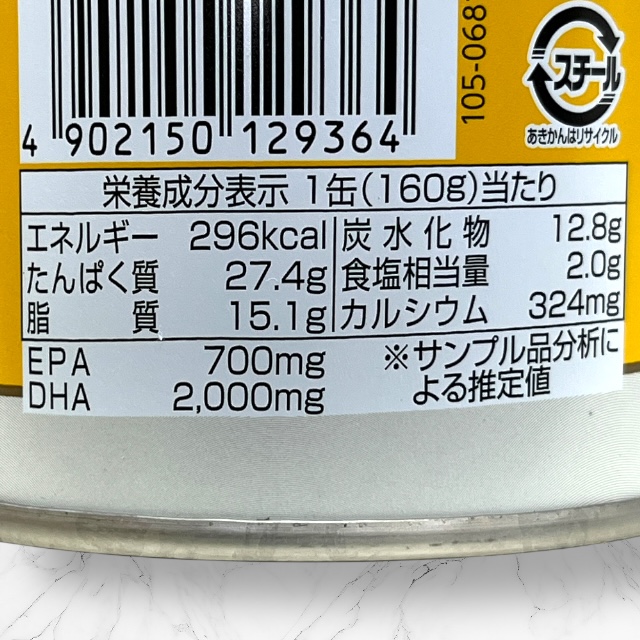 105-068
スチール
あきかんはリサイクル
4 902150 129364
栄養成分表示 1缶(160g)当たり
エネルギー 296kcal 炭水化物 12.8g
たんぱく質 27.4g 食塩相当量 2.0g
脂質 15.1g カルシウム 324mg
EPA 700mg ※サンプル品分析に
DHA 2,000mg よる推定値